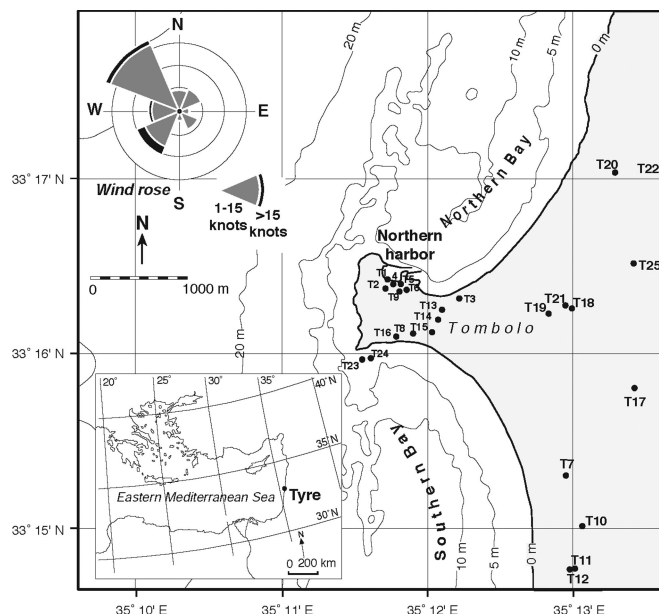 N
W
E
S
Wind rose
1-15
knots
>15
knots
N
0
1000 m
20 m
10 m
5 m
0 m
Northern Bay
Northern
harbor
T20
T22
T25
T1
4
T5
T2
T6
T9
T3
T13
T14
T21
T18
T19
T16
T8
T15
Tombolo
T23
T24
20 m
T17
T7
T10
T11
T12
Southern Bay
10 m
5 m
0 m
20°
25°
30°
35°
40°N
35°N
30°N
Eastern Mediterranean Sea
Tyre
N
0 200 km
33° 17' N
33° 16' N
33° 15' N
35° 10' E
35° 11' E
35° 12' E
35° 13' E